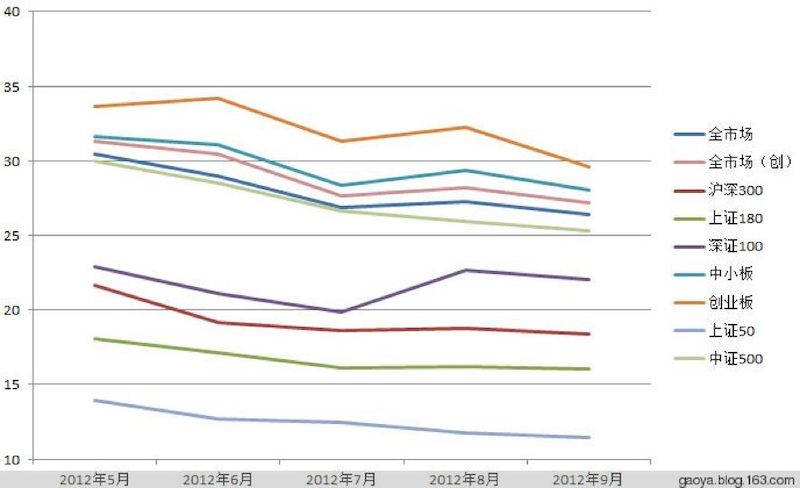 40
35
30
25
20
15
10
2012年5月
2012年6月
2012年7月
2012年8月
2012年9月
全市场
全市场（创）
沪深300
上证180
深证100
中小板
创业板
上证50
中证500
gaoya.blog.163.com